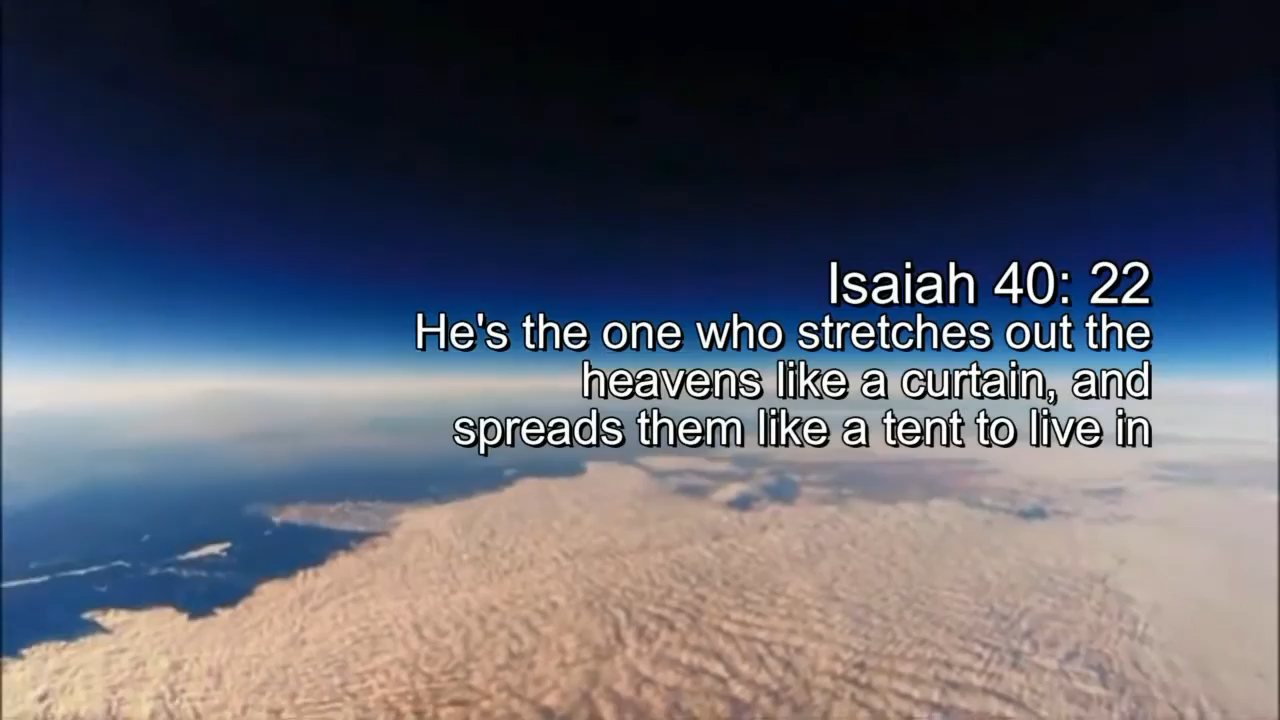 Isaiah 40: 22
He's the one who stretches out the
heavens like a curtain, and
spreads them like a tent to live in